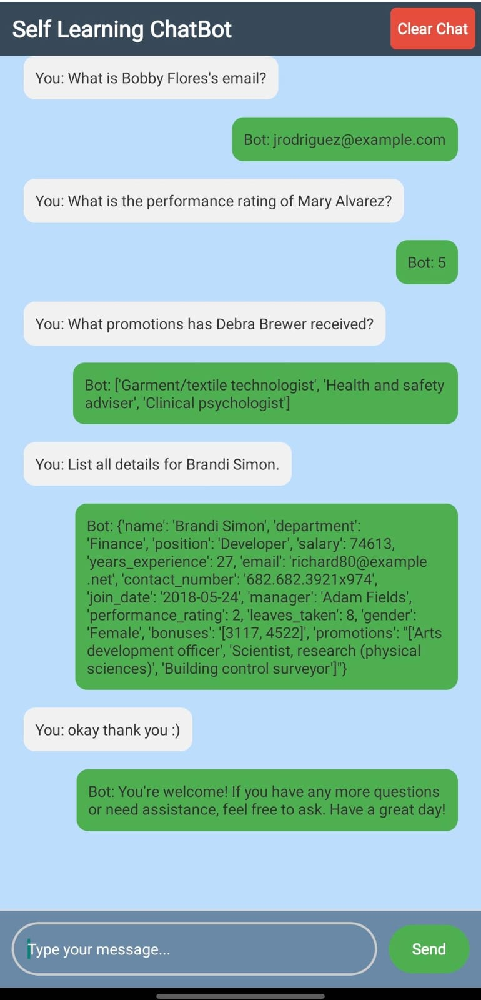 Self Learning ChatBot
Clear Chat
You: What is Bobby Flores's email?
Bot: jrodriguez@example.com
You: What is the performance rating of Mary Alvarez?
Bot: 5
You: What promotions has Debra Brewer received?
Bot: ['Garment/textile technologist', 'Health and safety
adviser', 'Clinical psychologist']
You: List all details for Brandi Simon.
Bot: {'name': 'Brandi Simon', 'department':
'Finance', 'position': 'Developer', 'salary': 74613,
'years_experience': 27, 'email': 'richard80@example
.net', 'contact_number': '682.682.3921x974',
'join_date': '2018-05-24', 'manager': 'Adam Fields',
'performance_rating': 2, 'leaves_taken': 8, 'gender':
'Female', 'bonuses': '[3117, 4522]', 'promotions': "['Arts
development officer', 'Scientist, research (physical
sciences)', 'Building control surveyor']"}
You: okay thank you :)
Bot: You're welcome! If you have any more questions
or need assistance, feel free to ask. Have a great day!
Type your message...
Send